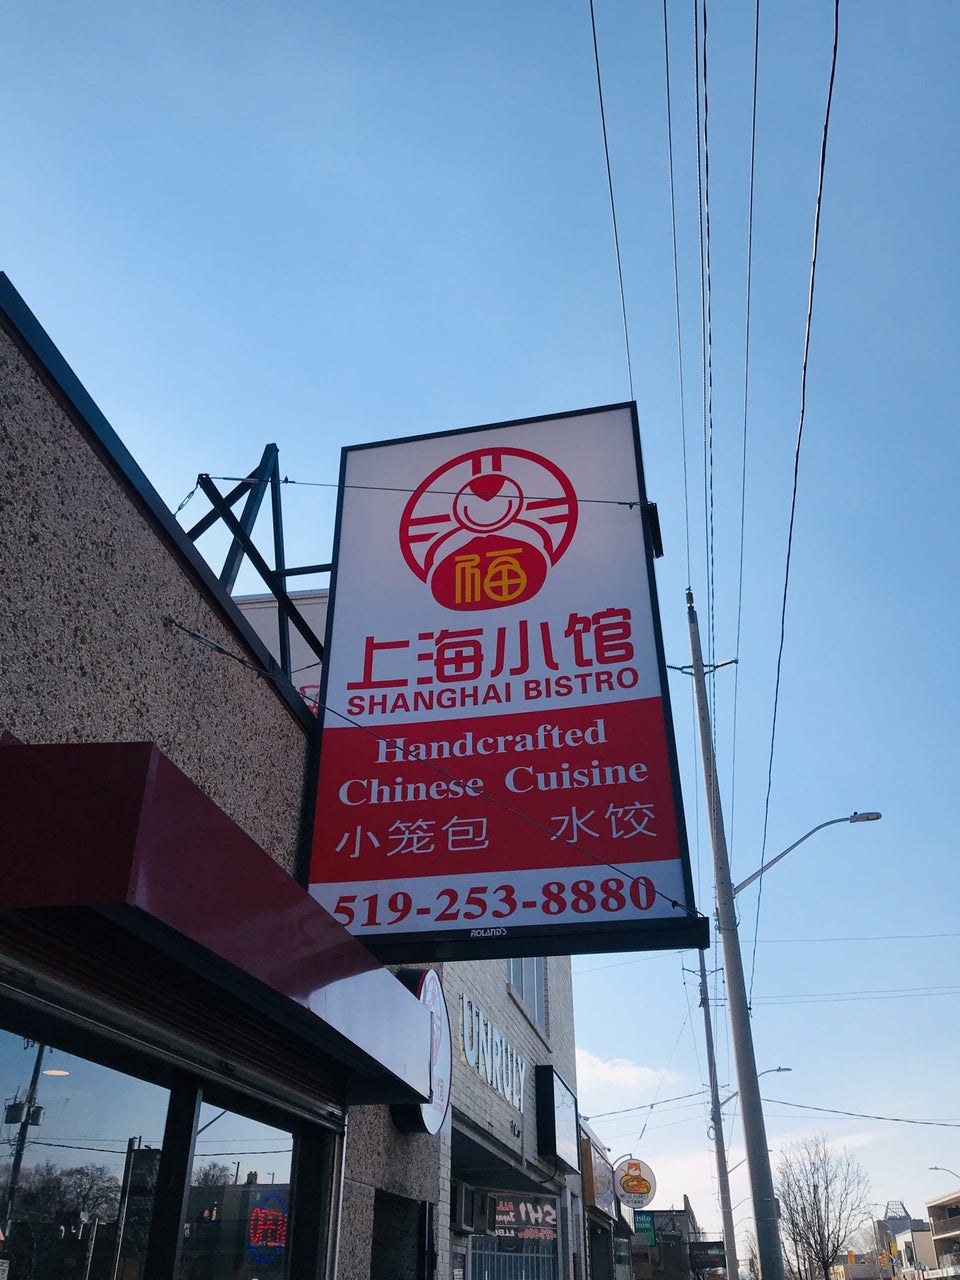 福
上海小馆
SHANGHAI BISTRO
Handcrafted
Chinese Cuisine
小笼包 水饺
519-253-8880
ROLAND'S
UNRULY
OPEN